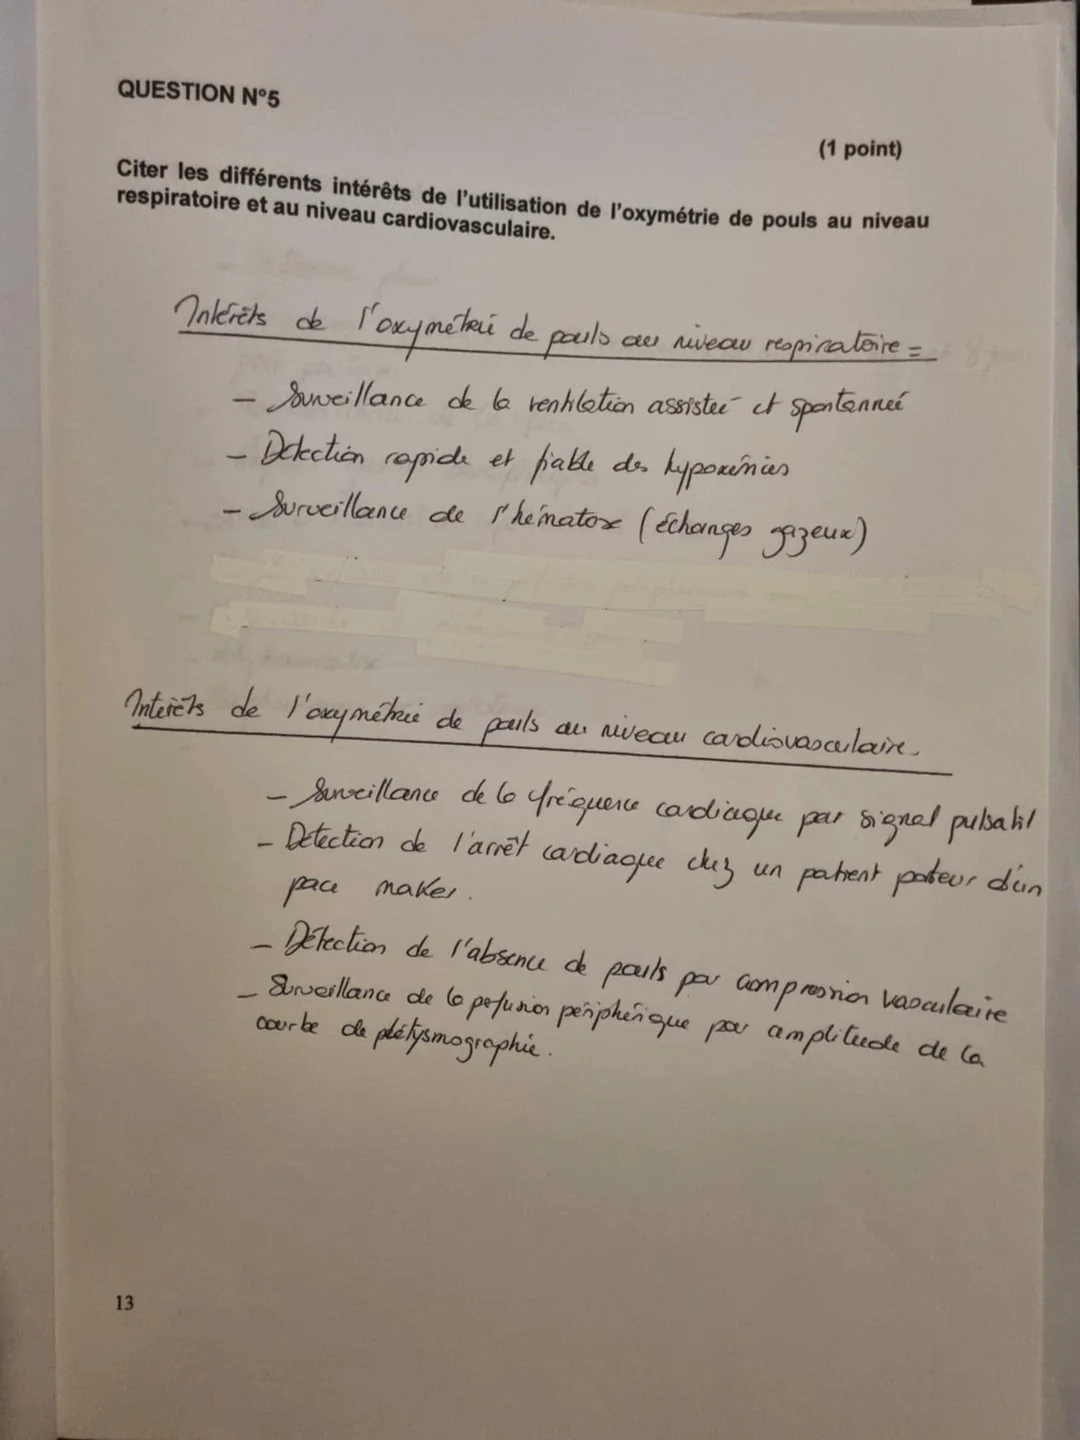 QUESTION N°5
(1 point)
Citer les différents intérêts de l'utilisation de l'oxymétrie de pouls au niveau
respiratoire et au niveau cardiovasculaire.
Intérêts de l'oxymétrie de pouls au niveau respiratoire =
- Surveillance de la ventilation assistée et spontanée
- Détection rapide et fiable des hypoxémies
- Surveillance de l'hématose (échanges gazeux)
Interêts de l'oxymétrie de pouls au niveau cardiovasculaire.
- Surveillance de la fréquence cardiaque par signal pulsatil
- Détection de l'arrêt cardiaque chez un patient porteur d'un
pace maker.
- Détection de l'absence de pouls par compression vasculaire
- Surveillance de la perfusion périphérique par amplitude de la
courbe de plétysmographie.
13